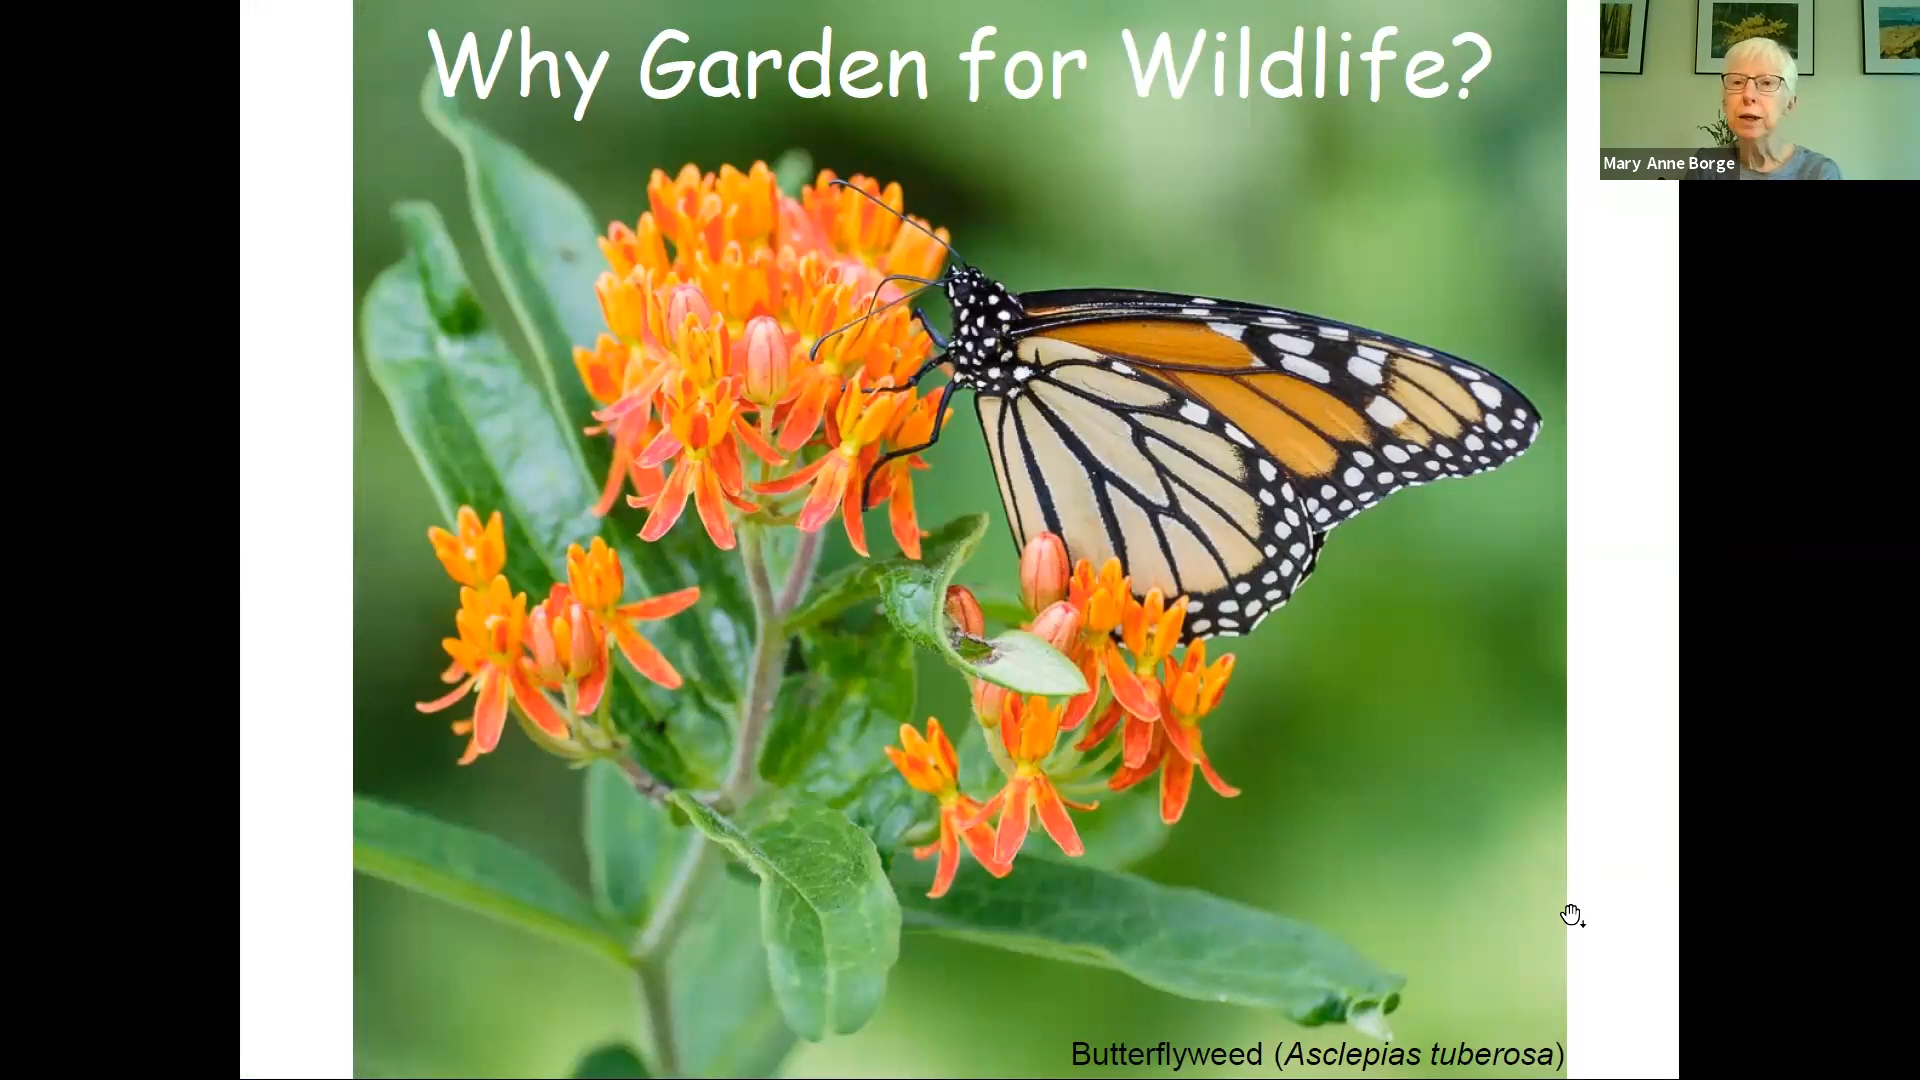 Why Garden for Wildlife?
Mary Anne Borge
Butterflyweed (Asclepias tuberosa)